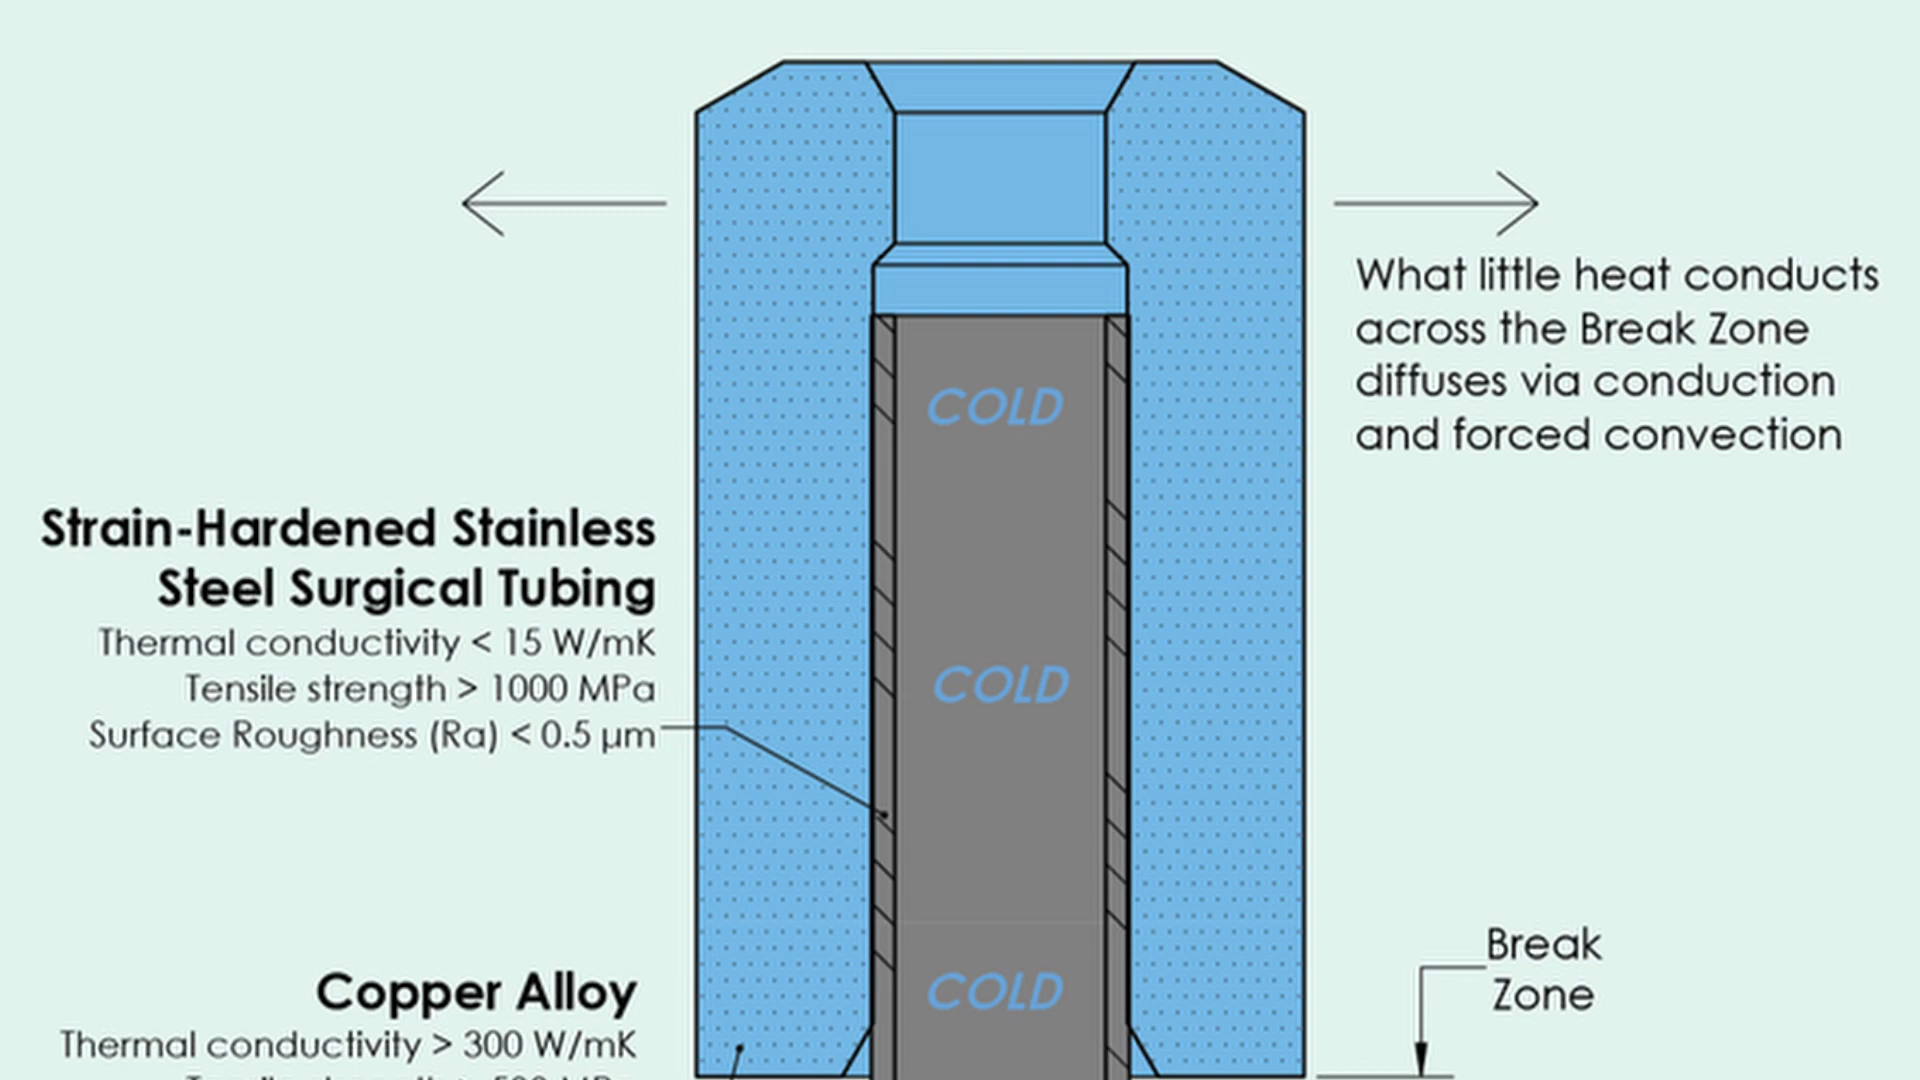 What little heat conducts
across the Break Zone
diffuses via conduction
and forced convection
COLD
Strain-Hardened Stainless
Steel Surgical Tubing
Thermal conductivity < 15 W/mK
Tensile strength > 1000 MPa
Surface Roughness (Ra) < 0.5 µm
COLD
Break
Zone
COLD
Copper Alloy
Thermal conductivity > 300 W/mK